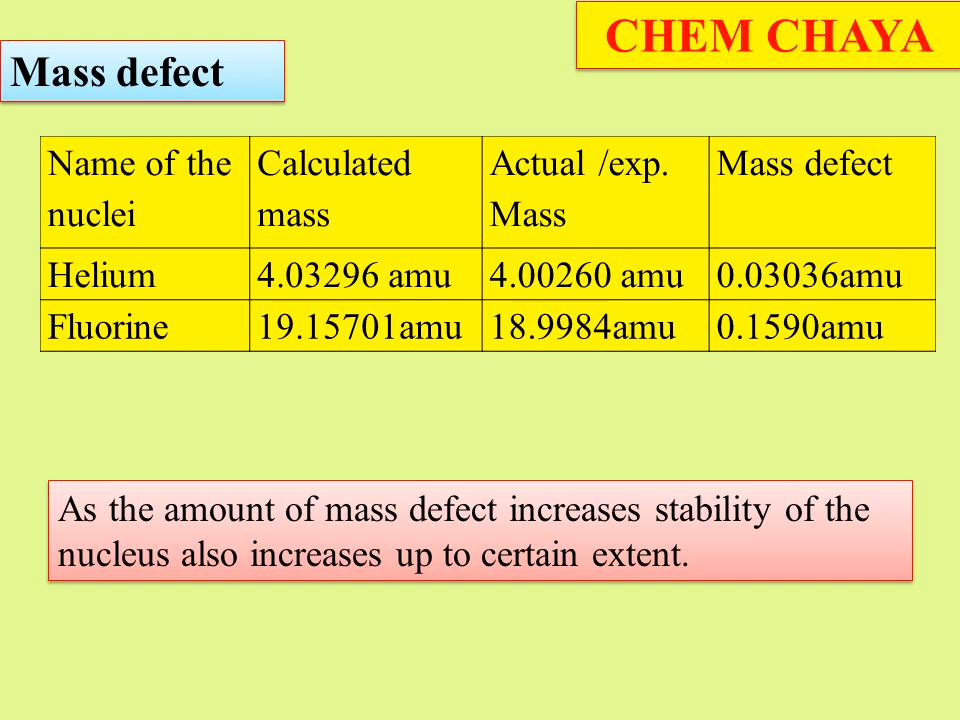 CHEM CHAYA
Mass defect
Name of the nuclei Calculated mass Actual /exp. Mass Mass defect
Helium 4.03296 amu 4.00260 amu 0.03036amu
Fluorine 19.15701amu 18.9984amu 0.1590amu
As the amount of mass defect increases stability of the
nucleus also increases up to certain extent.